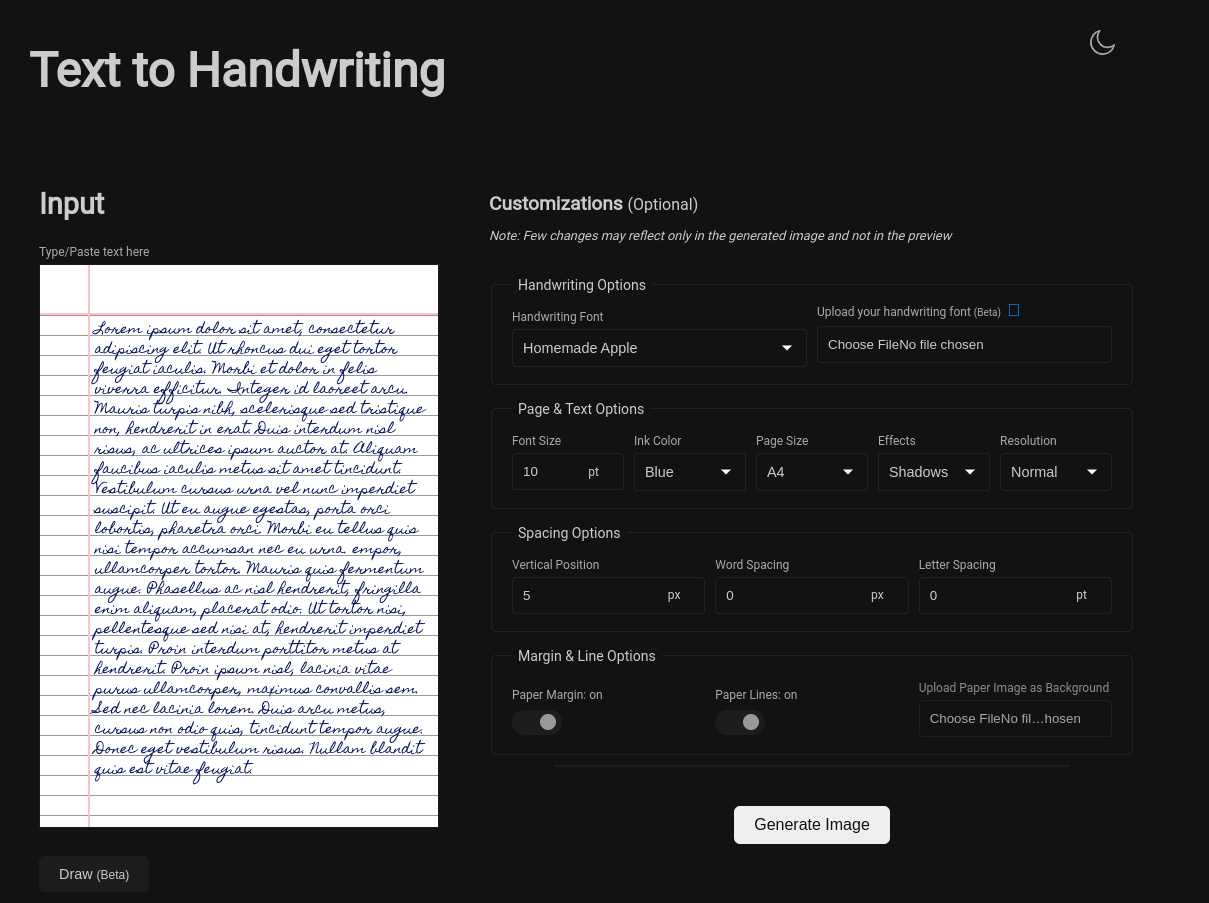 Text to Handwriting
Input
Type/Paste text here
Lorem ipsum dolor sit amet, consectetur
adipiscing elit. Ut rhoncus dui eget tortor
feugiat iaculis. Morbi et dolor in felis
viverra efficitur. Integer id laoreet arcu.
Mauris turpis nibh, scelerisque sed tristique
non, hendrerit in erat. Duis interdum nisl
risus, ac ultrices ipsum auctor at. Aliquam
faucibus iaculis metus sit amet tincidunt.
Vestibulum cursus urna vel nunc imperdiet
suscipit. Ut eu augue egestas, porta orci
lobortis, pharetra orci. Morbi eu tellus quis
nisi tempor accumsan nec eu urna. empor,
ullamcorper tortor. Mauris quis fermentum
augue. Phasellus ac nisl hendrerit, fringilla
enim aliquam, placerat odio. Ut tortor nisi,
pellentesque sed nisi at, hendrerit imperdiet
turpis. Proin interdum porttitor metus at
hendrerit. Proin ipsum nisl, lacinia vitae
purus ullamcorper, maximus convallis sem.
Sed nec lacinia lorem. Duis arcu metus,
cursus non odio quis, tincidunt tempor augue.
Donec eget vestibulum risus. Nullam blandit
quis est vitae feugiat.
Draw (Beta)
Customizations (Optional)
Note: Few changes may reflect only in the generated image and not in the preview
Handwriting Options
Handwriting Font
Homemade Apple
Upload your handwriting font (Beta)
Choose FileNo file chosen
Page & Text Options
Font Size
10 pt
Ink Color
Blue
Page Size
A4
Effects
Shadows
Resolution
Normal
Spacing Options
Vertical Position
5 px
Word Spacing
0 px
Letter Spacing
0 pt
Margin & Line Options
Paper Margin: on
Paper Lines: on
Upload Paper Image as Background
Choose FileNo fil…hosen
Generate Image